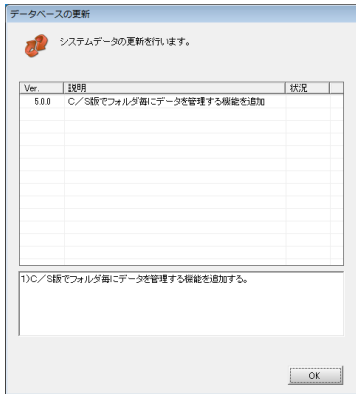 データベースの更新
システムデータの更新を行います。
Ver. 説明 状況
5.0.0 C／S版でフォルダ毎にデータを管理する機能を追加
1)C／S版でフォルダ毎にデータを管理する機能を追加する。
OK